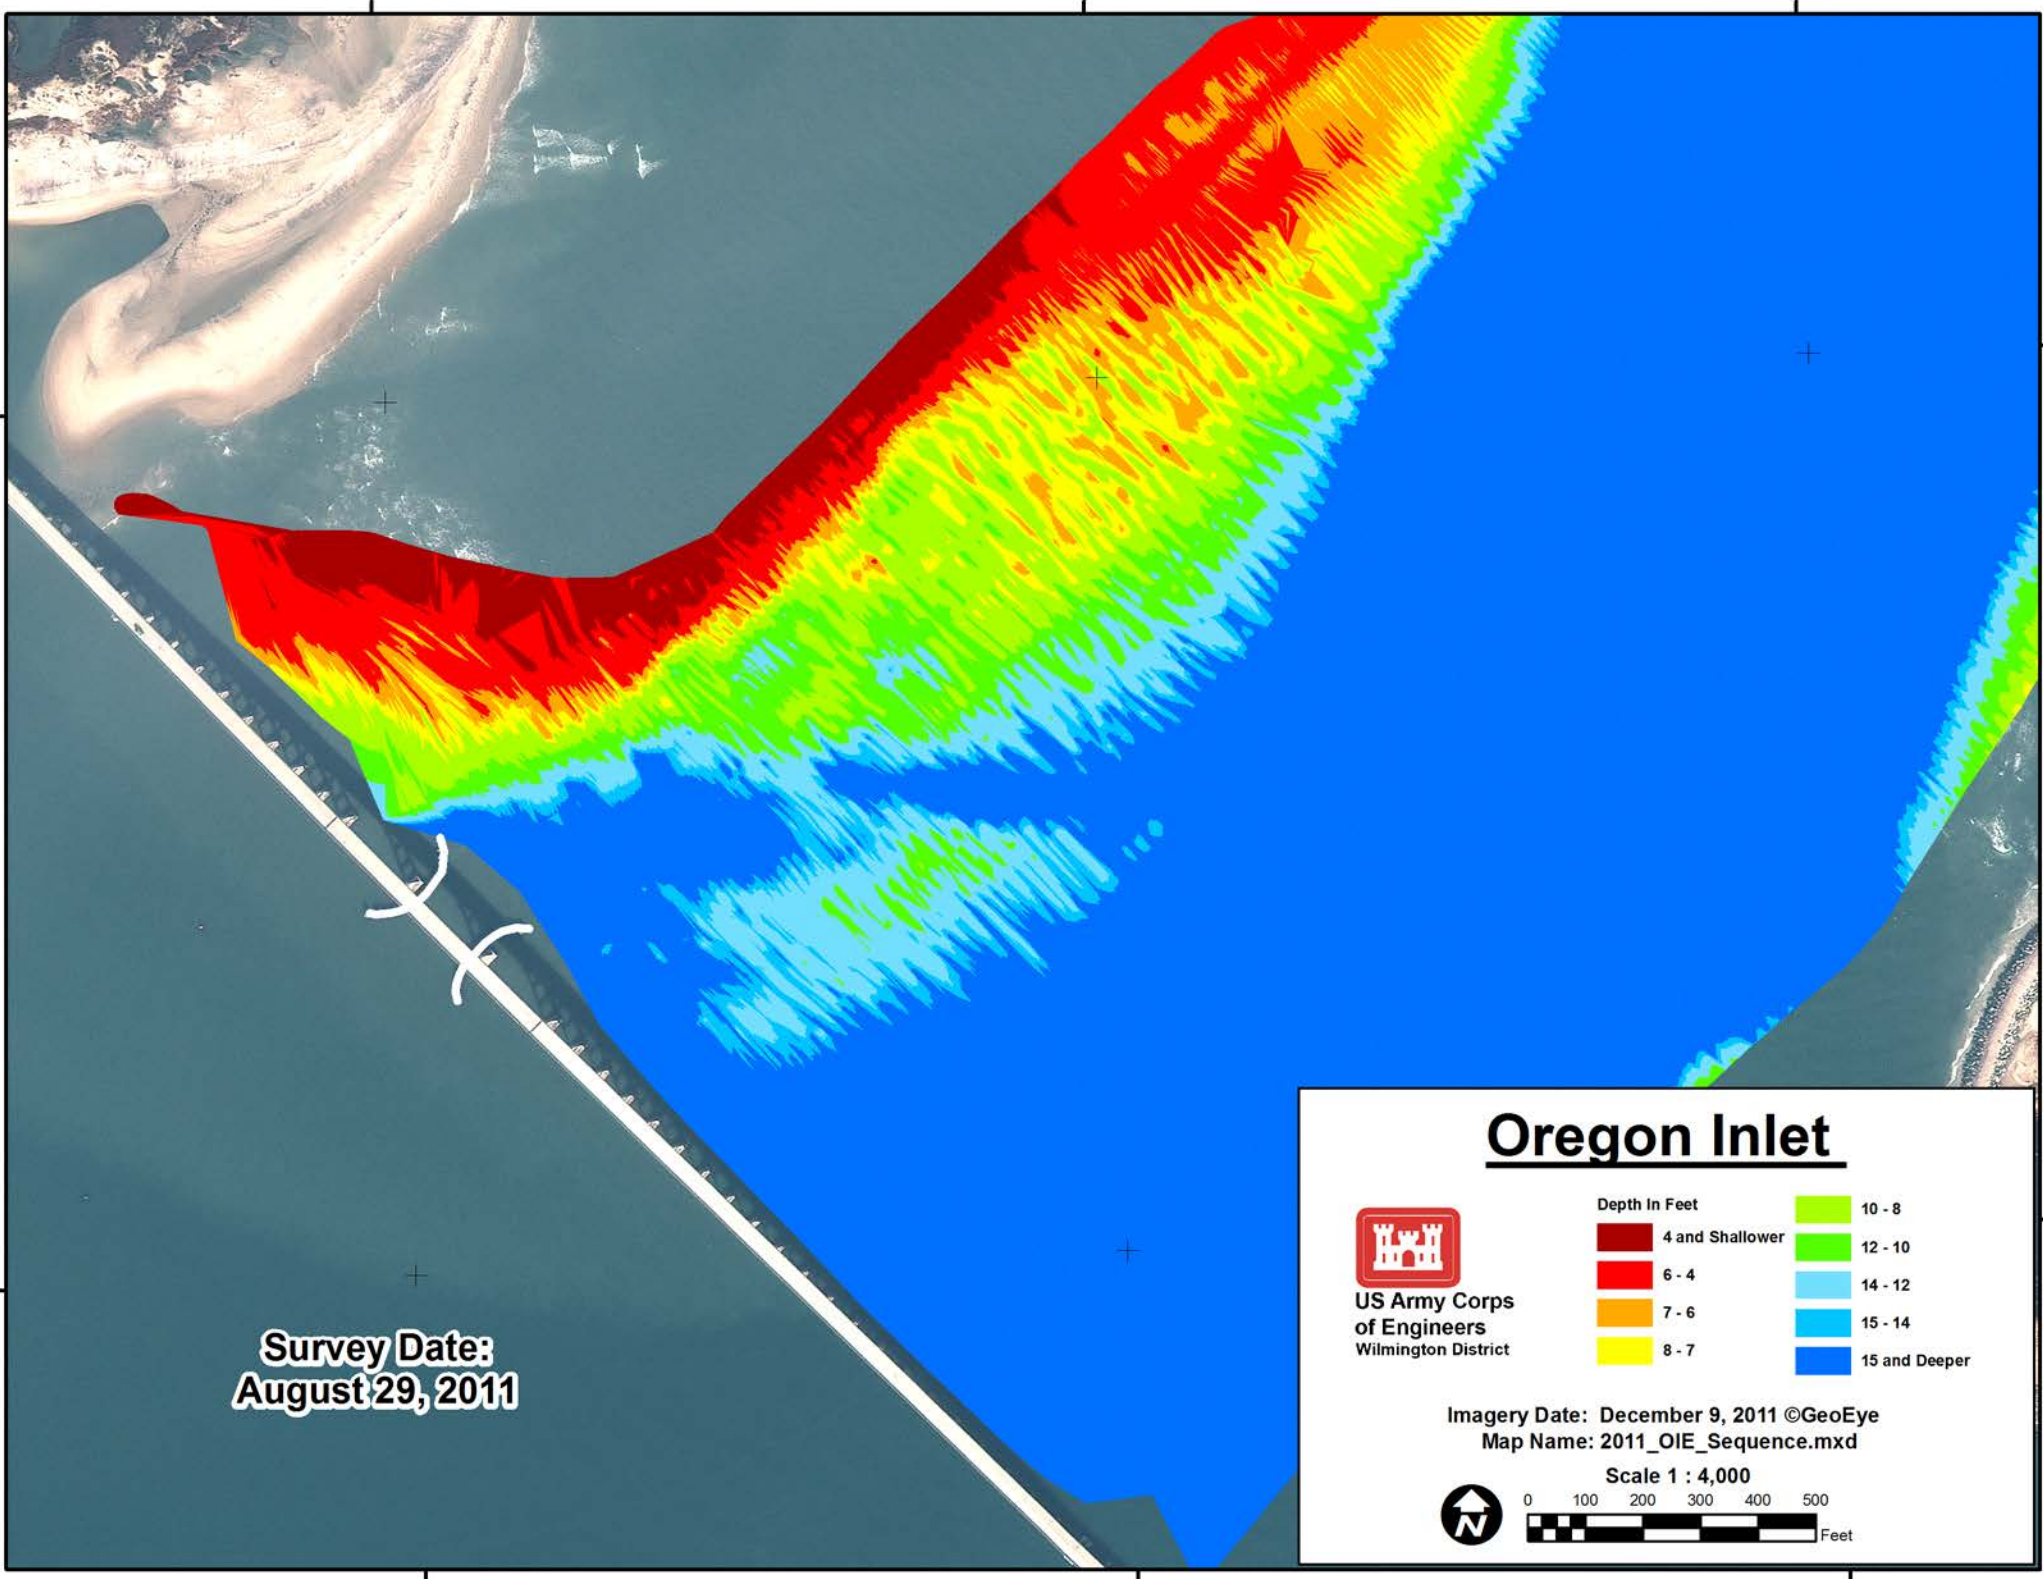 Survey Date:
August 29, 2011
Oregon Inlet
US Army Corps
of Engineers
Wilmington District
Depth In Feet
4 and Shallower
6 - 4
7 - 6
8 - 7
10 - 8
12 - 10
14 - 12
15 - 14
15 and Deeper
Imagery Date: December 9, 2011 ©GeoEye
Map Name: 2011_OIE_Sequence.mxd
Scale 1 : 4,000
N
0 100 200 300 400 500
Feet